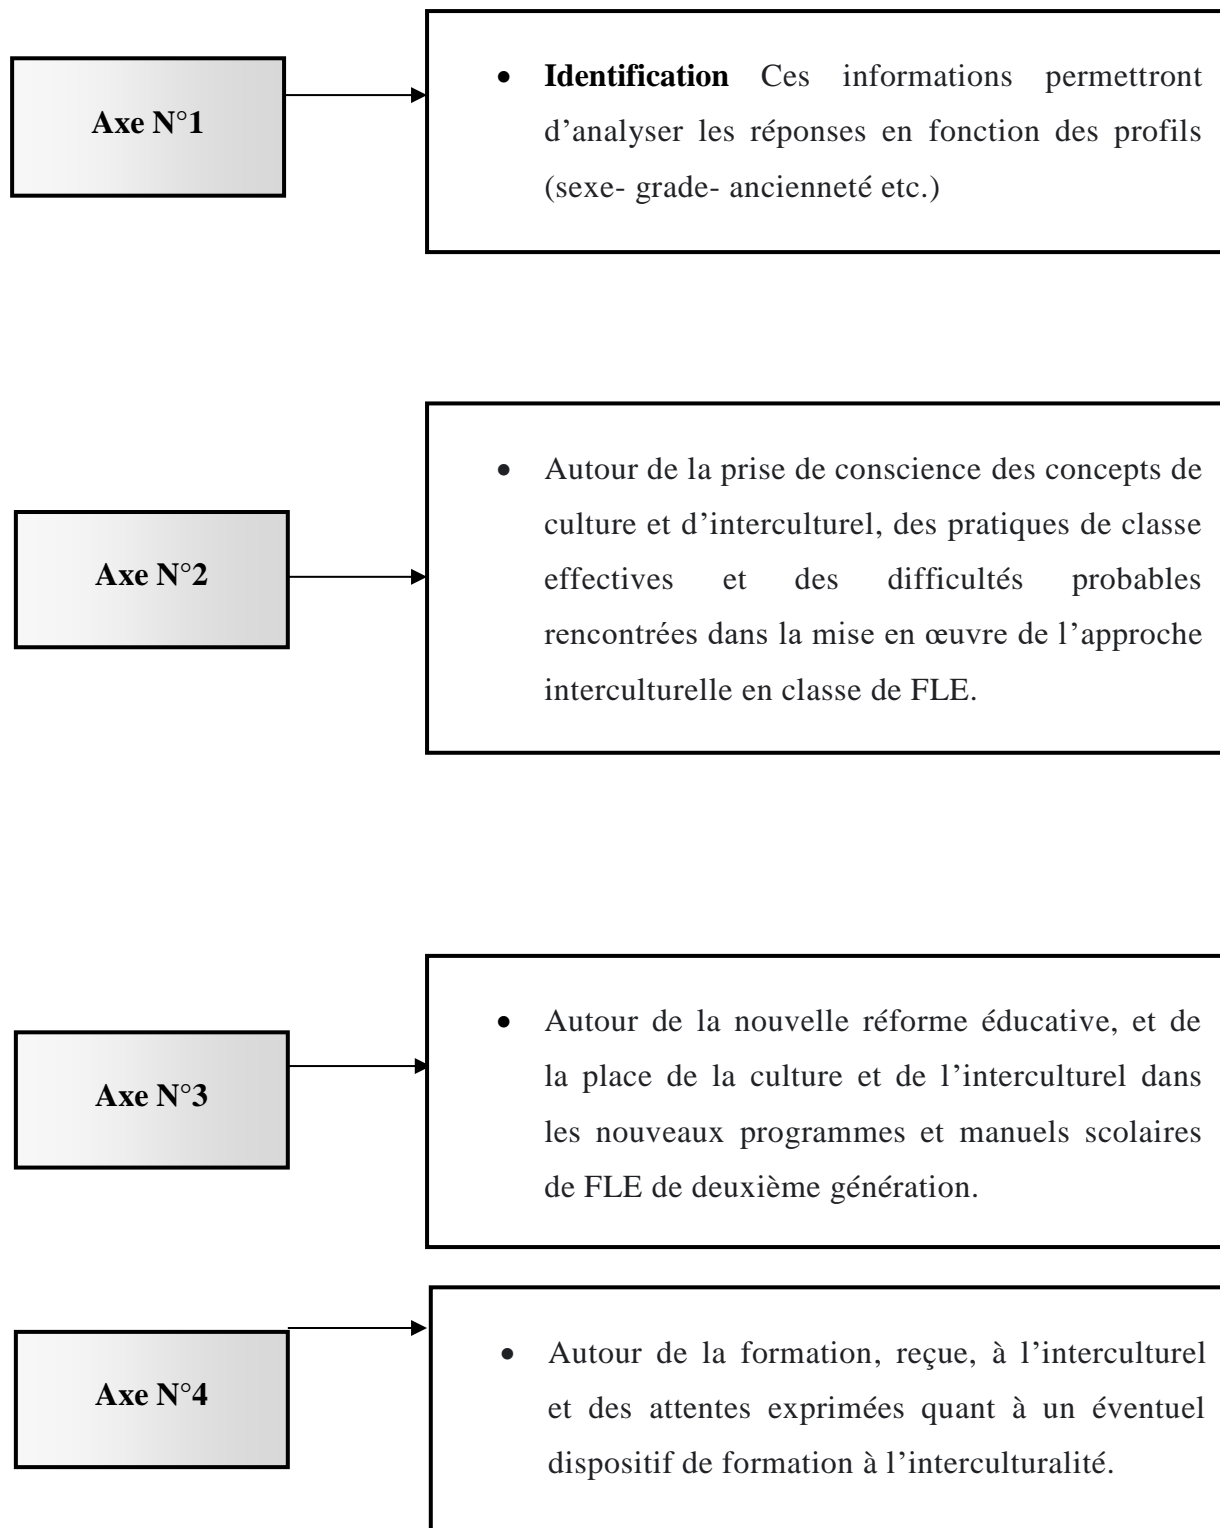 Axe N°1
• Identification Ces informations permettront
d’analyser les réponses en fonction des profils
(sexe- grade- ancienneté etc.)
Axe N°2
• Autour de la prise de conscience des concepts de
culture et d’interculturel, des pratiques de classe
effectives et des difficultés probables
rencontrées dans la mise en œuvre de l’approche
interculturelle en classe de FLE.
Axe N°3
• Autour de la nouvelle réforme éducative, et de
la place de la culture et de l’interculturel dans
les nouveaux programmes et manuels scolaires
de FLE de deuxième génération.
Axe N°4
• Autour de la formation, reçue, à l’interculturel
et des attentes exprimées quant à un éventuel
dispositif de formation à l’interculturalité.